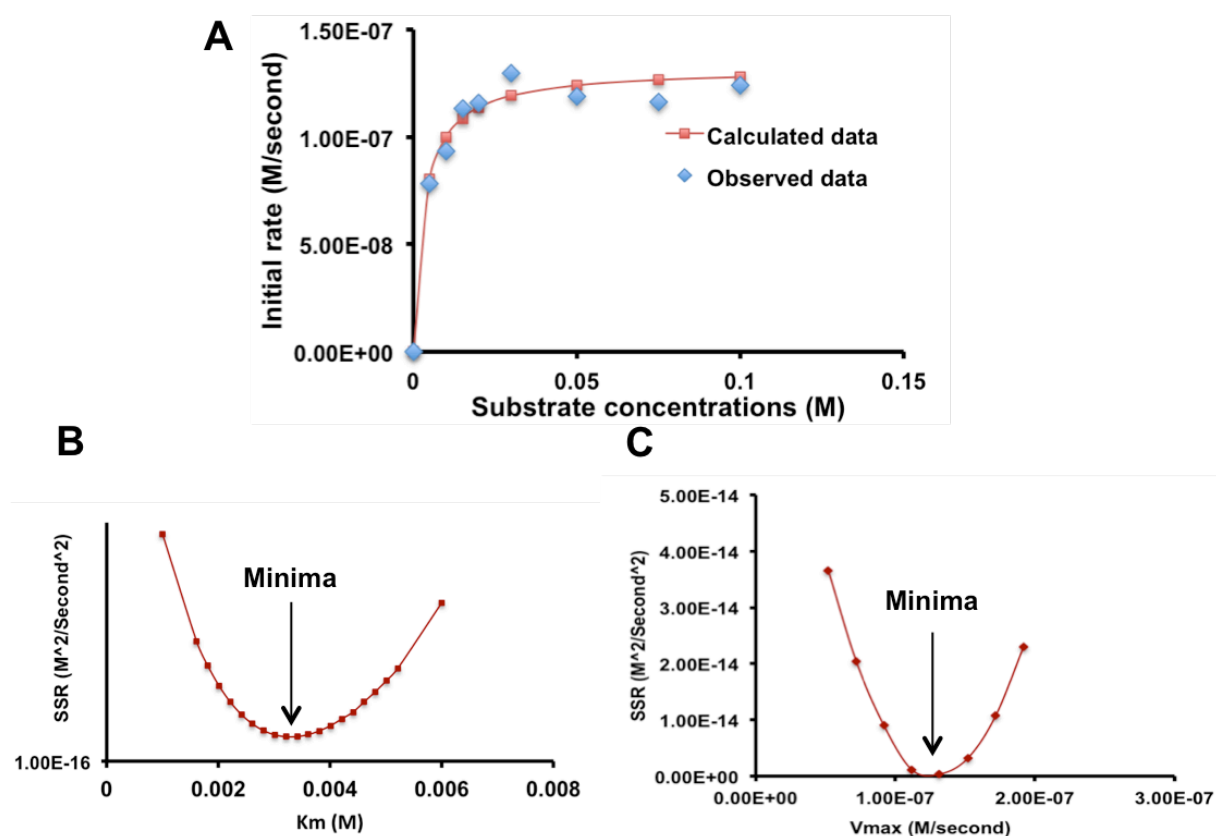 A
Initial rate (M/second)
1.50E-07
1.00E-07
5.00E-08
0.00E+00
Calculated data
Observed data
0
0.05
0.1
0.15
Substrate concentrations (M)
B
SSR (M^2/Second^2)
Minima
1.00E-16
0
0.002
0.004
0.006
0.008
Km (M)
C
SSR (M^2/Second^2)
5.00E-14
4.00E-14
3.00E-14
2.00E-14
1.00E-14
0.00E+00
Minima
0.00E+00
1.00E-07
2.00E-07
3.00E-07
Vmax (M/second)